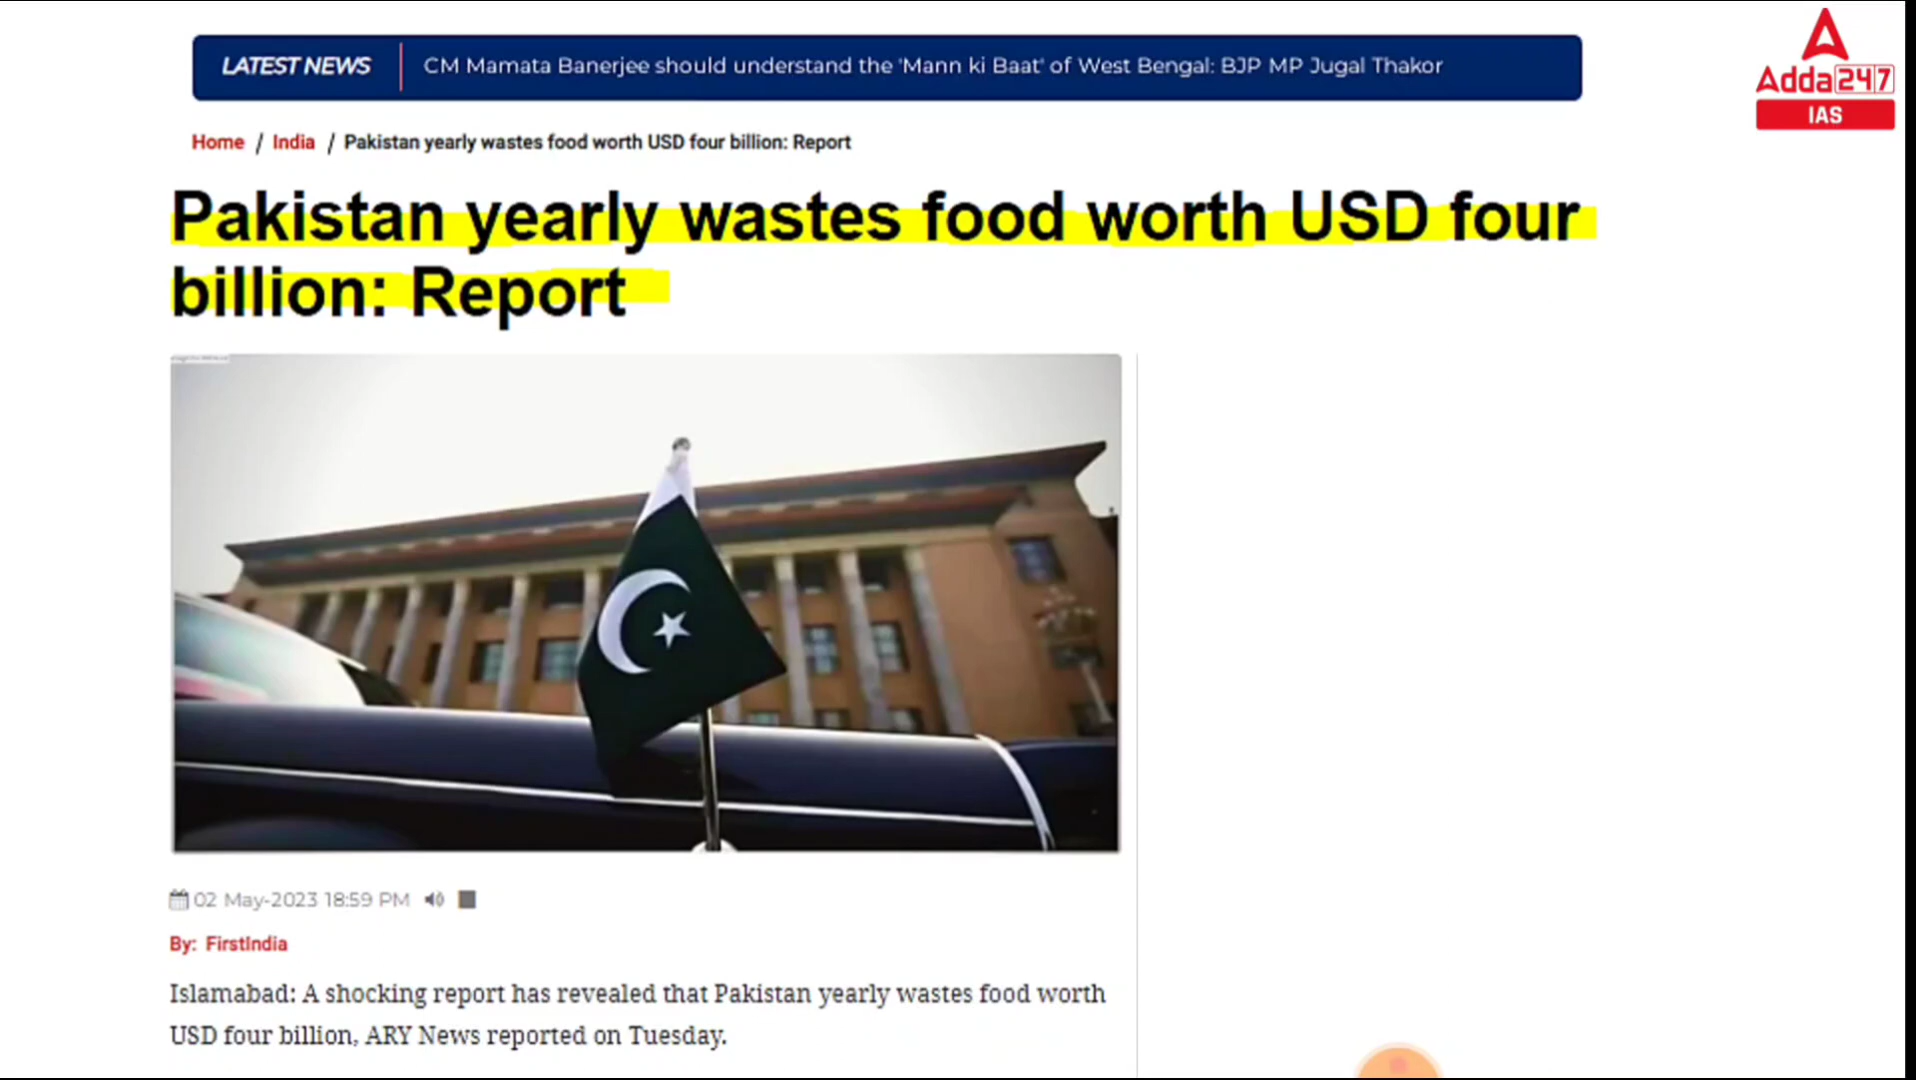 LATEST NEWS CM Mamata Banerjee should understand the 'Mann ki Baat' of West Bengal: BJP MP Jugal Thakor
Adda247
IAS
Home / India / Pakistan yearly wastes food worth USD four billion: Report
Pakistan yearly wastes food worth USD four
billion: Report
02 May-2023 18:59 PM
By: FirstIndia
Islamabad: A shocking report has revealed that Pakistan yearly wastes food worth
USD four billion, ARY News reported on Tuesday.